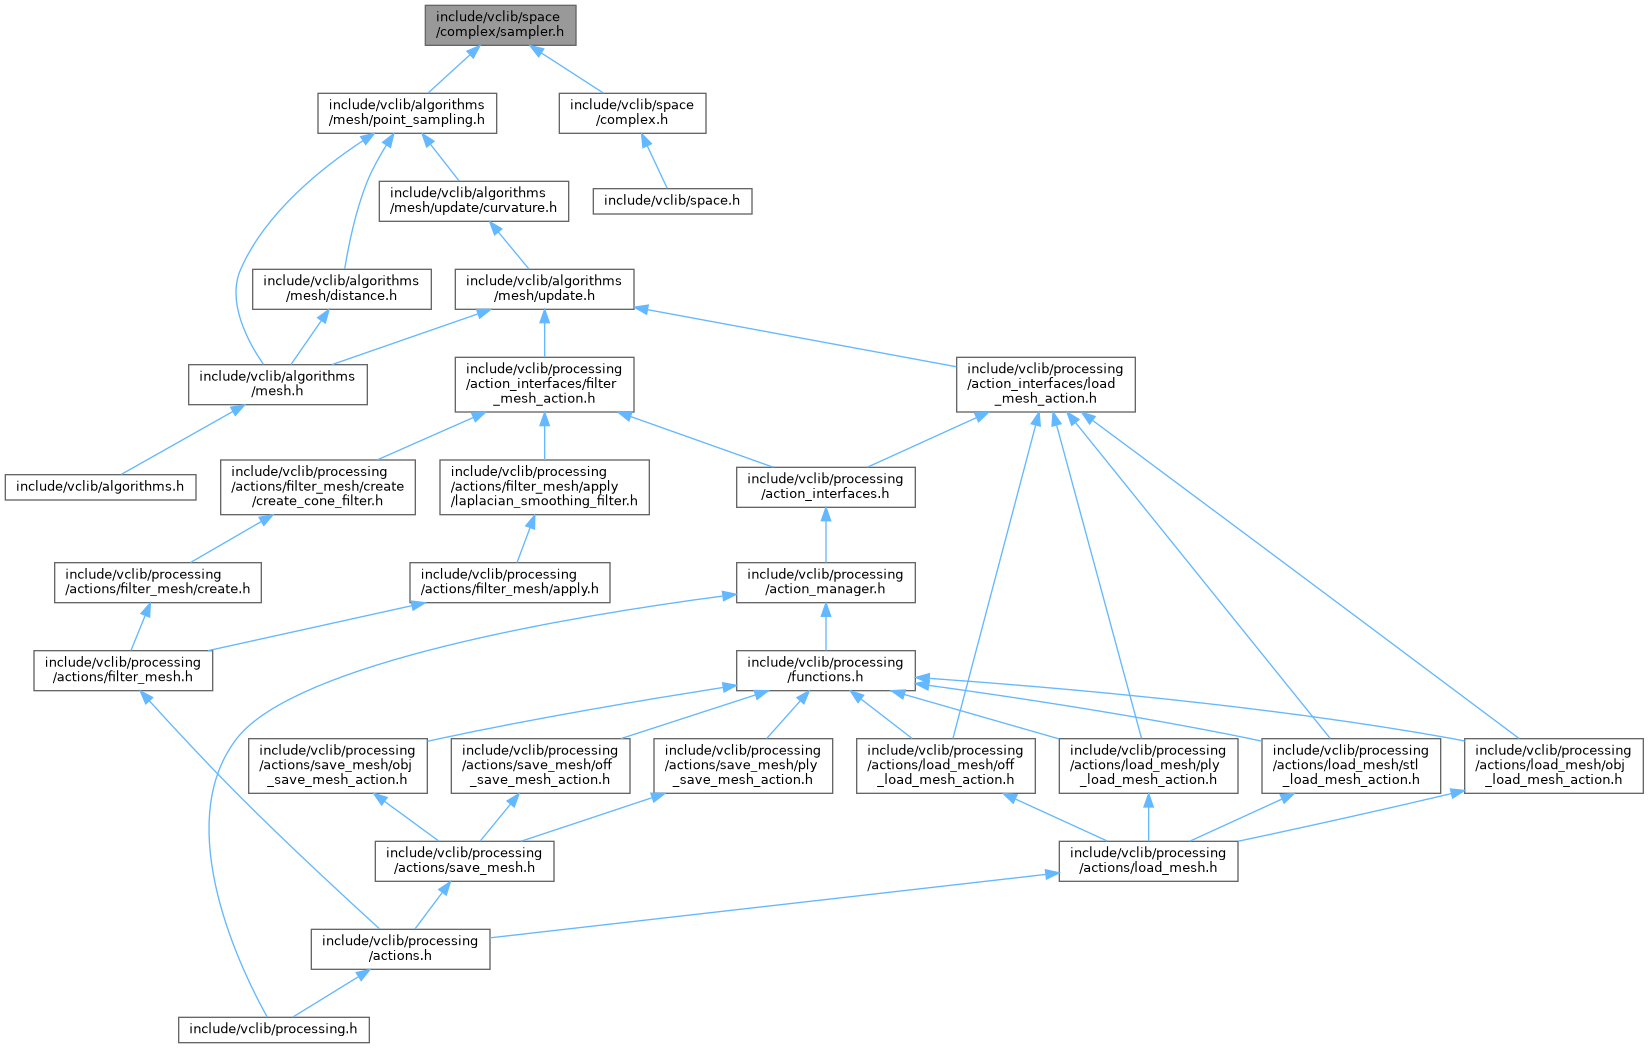 include/vclib/space
/complex/sampler.h
include/vclib/algorithms
/mesh/point_sampling.h
include/vclib/space
/complex.h
include/vclib/algorithms
/mesh/update/curvature.h
include/vclib/space.h
include/vclib/algorithms
/mesh/distance.h
include/vclib/algorithms
/mesh/update.h
include/vclib/algorithms
/mesh.h
include/vclib/processing
/action_interfaces/filter
_mesh_action.h
include/vclib/processing
/action_interfaces/load
_mesh_action.h
include/vclib/algorithms.h
include/vclib/processing
/actions/filter_mesh/create
/create_cone_filter.h
include/vclib/processing
/actions/filter_mesh/apply
/laplacian_smoothing_filter.h
include/vclib/processing
/action_interfaces.h
include/vclib/processing
/actions/filter_mesh/create.h
include/vclib/processing
/actions/filter_mesh/apply.h
include/vclib/processing
/action_manager.h
include/vclib/processing
/actions/filter_mesh.h
include/vclib/processing
/functions.h
include/vclib/processing
/actions/save_mesh/obj
_save_mesh_action.h
include/vclib/processing
/actions/save_mesh/off
_save_mesh_action.h
include/vclib/processing
/actions/save_mesh/ply
_save_mesh_action.h
include/vclib/processing
/actions/load_mesh/off
_load_mesh_action.h
include/vclib/processing
/actions/load_mesh/ply
_load_mesh_action.h
include/vclib/processing
/actions/load_mesh/stl
_load_mesh_action.h
include/vclib/processing
/actions/load_mesh/obj
_load_mesh_action.h
include/vclib/processing
/actions/save_mesh.h
include/vclib/processing
/actions/load_mesh.h
include/vclib/processing
/actions.h
include/vclib/processing.h